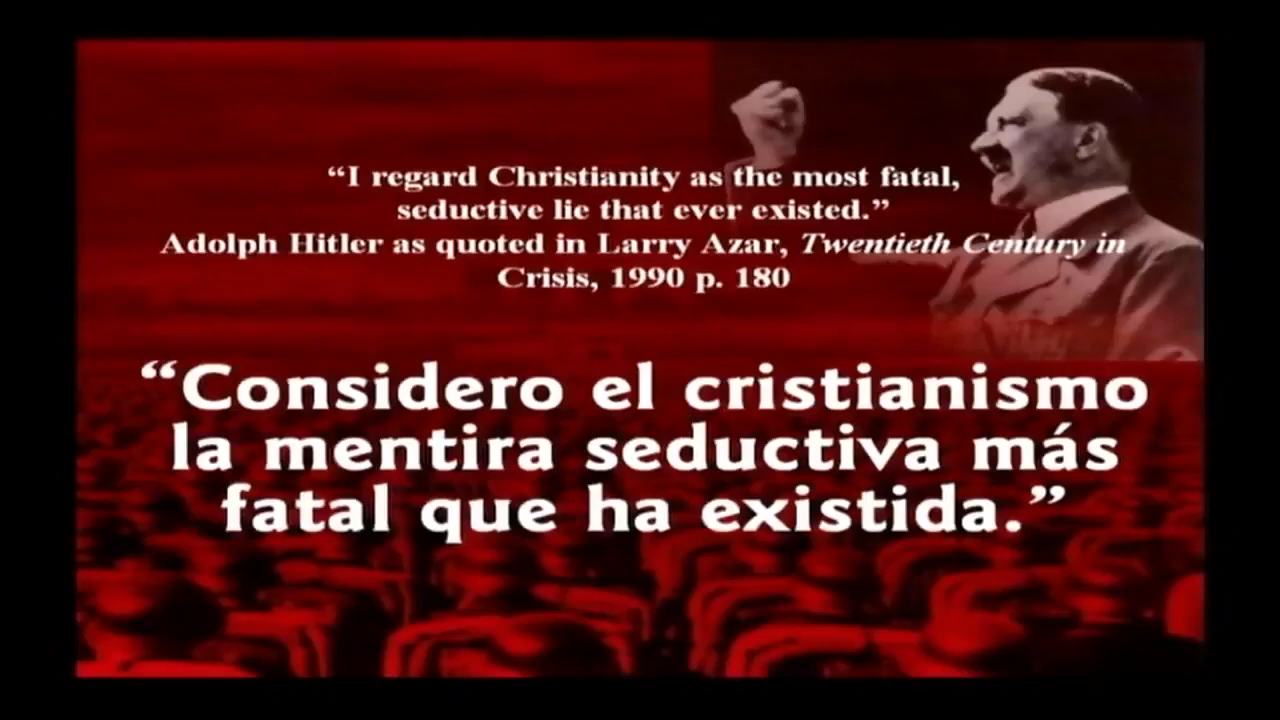 “I regard Christianity as the most fatal,
seductive lie that ever existed.”
Adolph Hitler as quoted in Larry Azar, Twentieth Century in
Crisis, 1990 p. 180
“Considero el cristianismo
la mentira seductiva más
fatal que ha existida.”